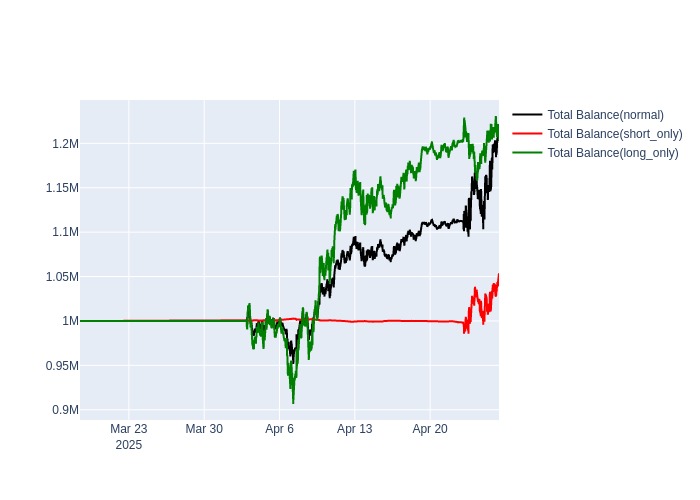 Total Balance(normal)
Total Balance(short_only)
Total Balance(long_only)
1.2M
1.15M
1.1M
1.05M
1M
0.95M
0.9M
Mar 23 Mar 30 Apr 6 Apr 13 Apr 20
2025